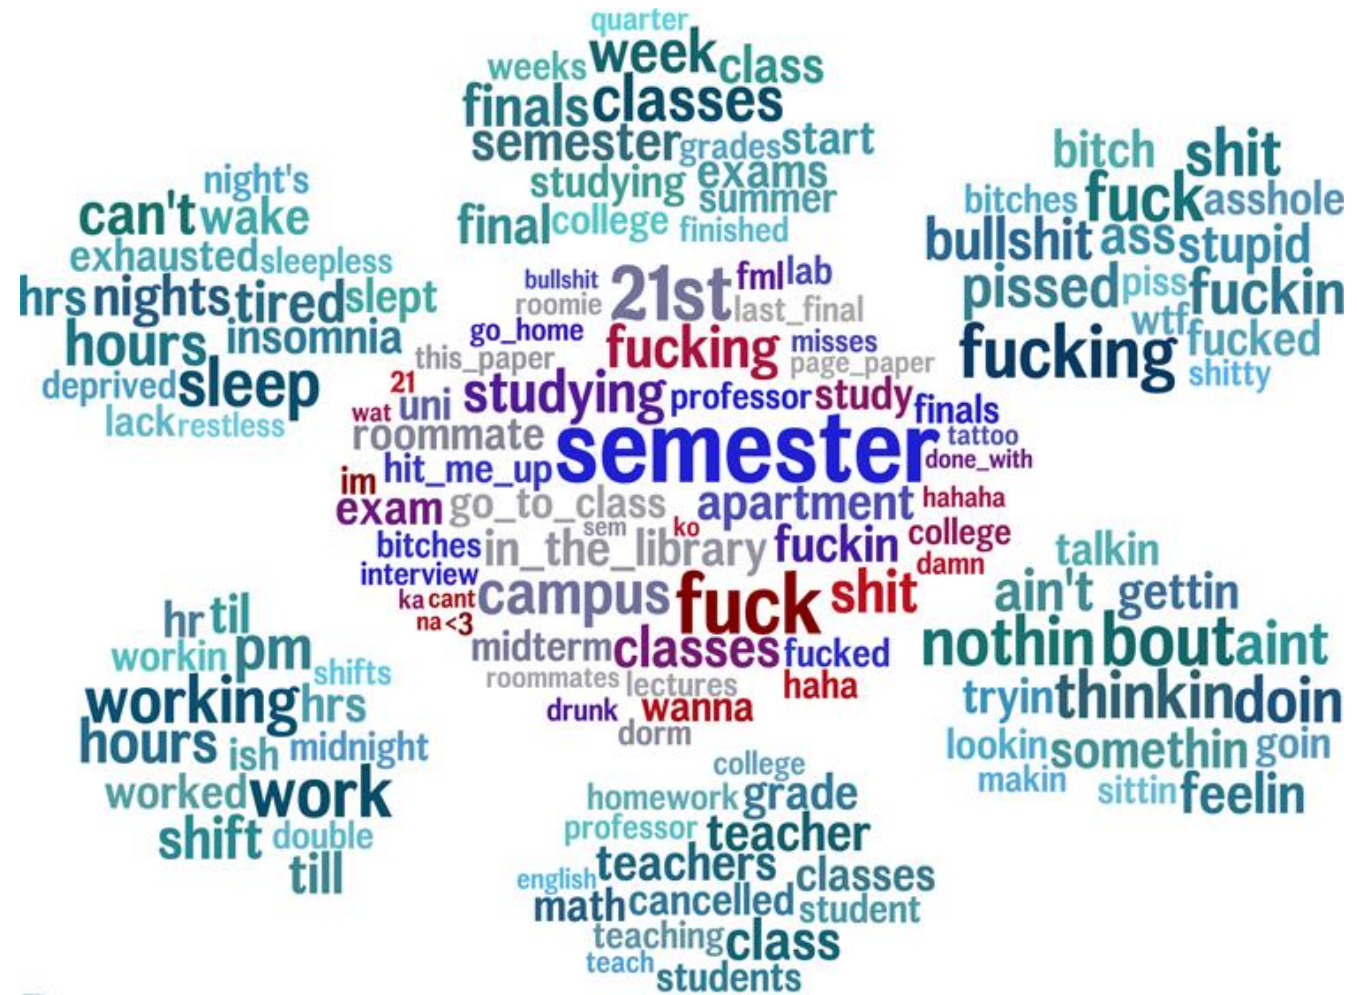 quarter
weeks week class
finals classes
semester grades start
studying exams
summer
final college finished
night's
can't wake
exhausted sleepless
hrs nights tired slept
hours insomnia
deprived sleep
lack restless
bitch shit
bitches fuck asshole
bullshit ass stupid
pissed piss fuckin
wtf fucked
fucking shitty
bullshit 21st fml lab
roomie last_final
go_home fucking misses
this_paper page_paper
21 studying professor study finals
wat uni
roommate semester tattoo
im hit_me_up done_with
exam go_to_class apartment hahaha
sem ko
bitches in_the_library fuckin college
interview damn
ka cant campus fuck shit
na <3
midterm classes fucked
roommates lectures haha
drunk wanna
dorm
hr til
workin pm shifts
working hrs
hours ish midnight
worked work
shift double
till
talkin
ain't gettin
nothin bout aint
tryin thinkin doin
lookin somethin goin
makin sittin feelin
college
homework grade
professor teacher
teachers classes
english
math cancelled student
teaching class
teach students